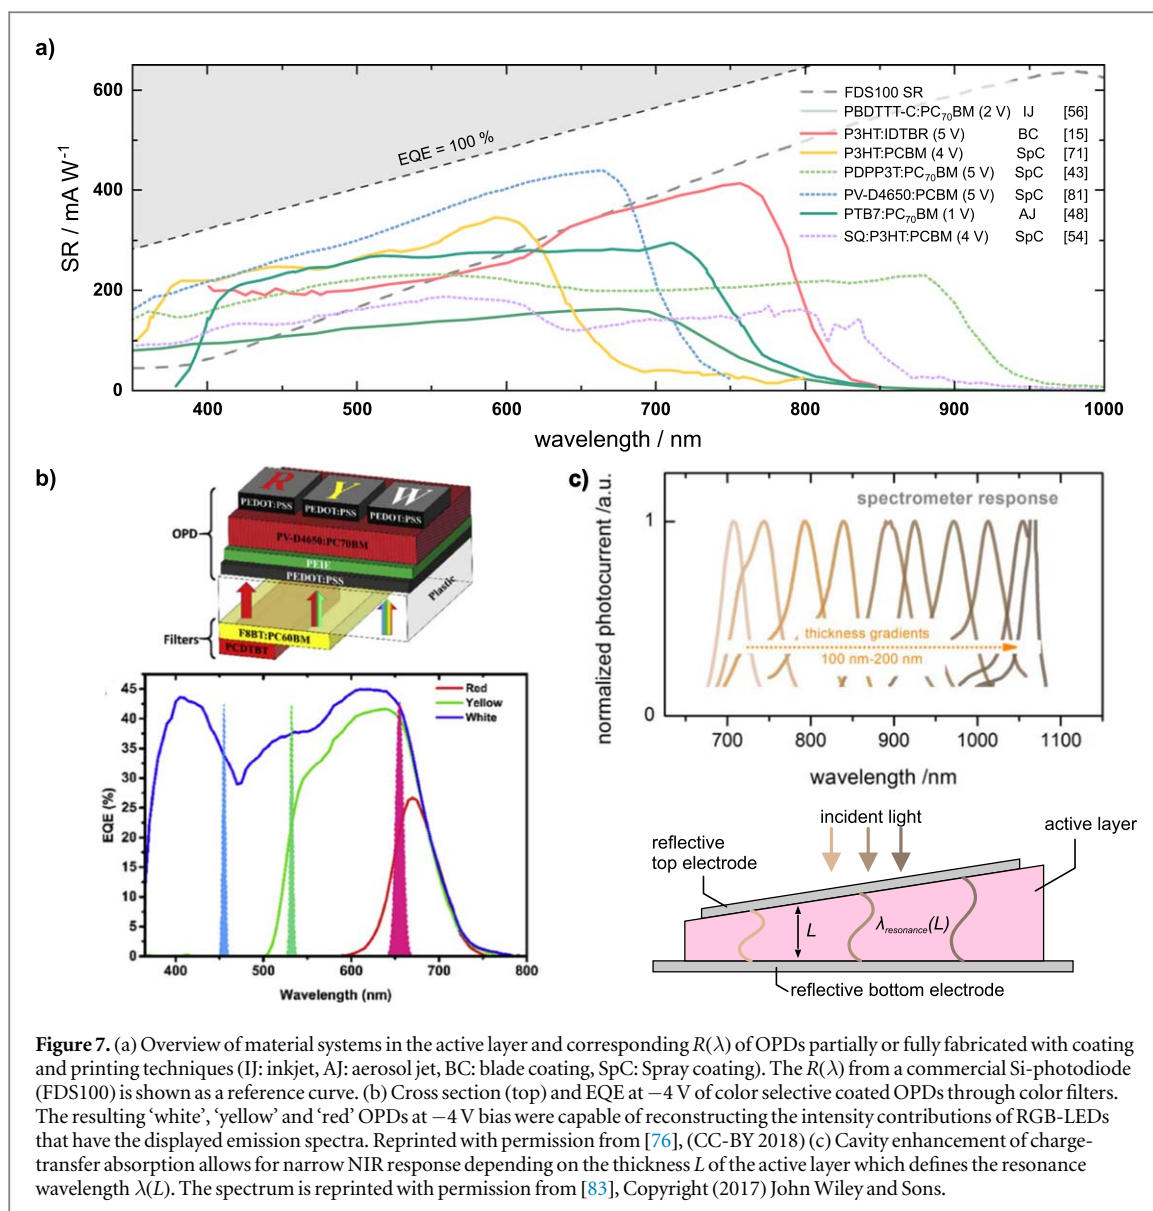 a)
SR / mA W-1
600
400
200
0
EQE = 100 %
FDS100 SR
PBDTTT-C:PC70BM (2 V) IJ [56]
P3HT:IDTBR (5 V) BC [15]
P3HT:PCBM (4 V) SpC [71]
PDPP3T:PC70BM (5 V) SpC [43]
PV-D4650:PCBM (5 V) SpC [81]
PTB7:PC70BM (1 V) AJ [48]
SQ:P3HT:PCBM (4 V) SpC [54]
400 500 600 700 800 900 1000
wavelength / nm
b)
R Y W
PEDOT:PSS PEDOT:PSS PEDOT:PSS
OPD
PV-D4650:PC70BM
PEIE
PEDOT:PSS
Plastic
Filters
F8BT:PC60BM
PCDTBT
EQE (%)
45
40
35
30
25
20
15
10
5
0
Red
Yellow
White
400 500 600 700 800
Wavelength (nm)
c)
normalized photocurrent /a.u.
1
0
spectrometer response
thickness gradients
100 nm-200 nm
700 800 900 1000 1100
wavelength /nm
incident light
reflective
top electrode
active layer
L
λresonance(L)
reflective bottom electrode
Figure 7. (a) Overview of material systems in the active layer and corresponding R(λ) of OPDs partially or fully fabricated with coating
and printing techniques (IJ: inkjet, AJ: aerosol jet, BC: blade coating, SpC: Spray coating). The R(λ) from a commercial Si-photodiode
(FDS100) is shown as a reference curve. (b) Cross section (top) and EQE at −4 V of color selective coated OPDs through color filters.
The resulting ‘white’, ‘yellow’ and ‘red’ OPDs at −4 V bias were capable of reconstructing the intensity contributions of RGB-LEDs
that have the displayed emission spectra. Reprinted with permission from [76], (CC-BY 2018) (c) Cavity enhancement of charge-
transfer absorption allows for narrow NIR response depending on the thickness L of the active layer which defines the resonance
wavelength λ(L). The spectrum is reprinted with permission from [83], Copyright (2017) John Wiley and Sons.